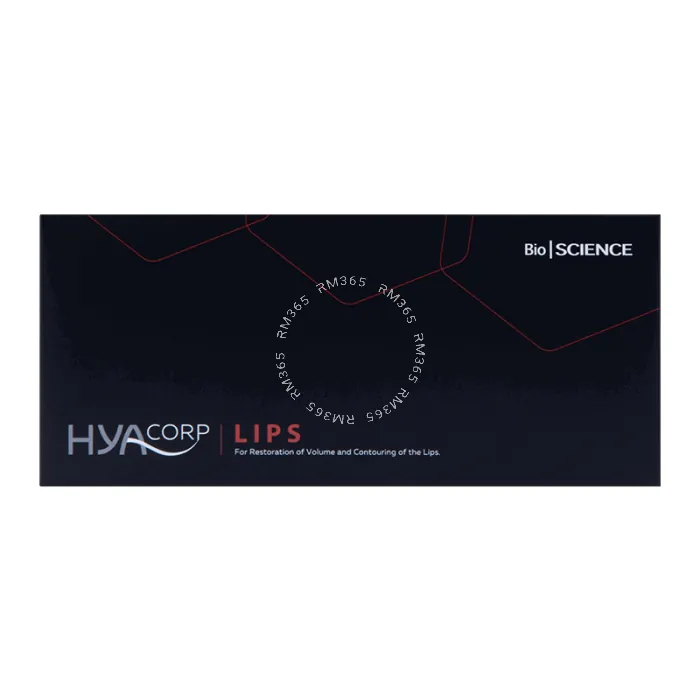 Bio|SCIENCE
RM365 RM365 RM365 RM365 RM365 RM365 RM365
HYACORP | LIPS
For Restoration of Volume and Contouring of the Lips.